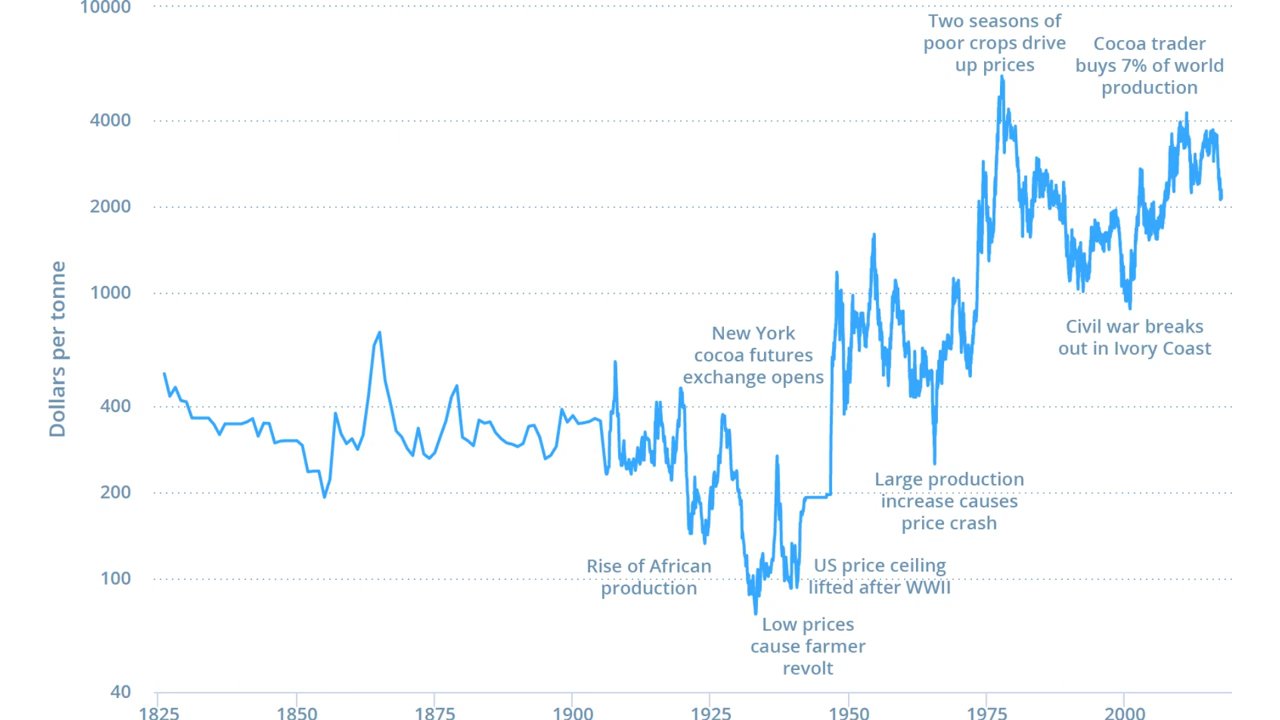 10000
4000
2000
1000
400
200
100
40
Dollars per tonne
Two seasons of
poor crops drive
up prices
Cocoa trader
buys 7% of world
production
New York
cocoa futures
exchange opens
Civil war breaks
out in Ivory Coast
Large production
increase causes
price crash
Rise of African
production
US price ceiling
lifted after WWII
Low prices
cause farmer
revolt
1825
1850
1875
1900
1925
1950
1975
2000